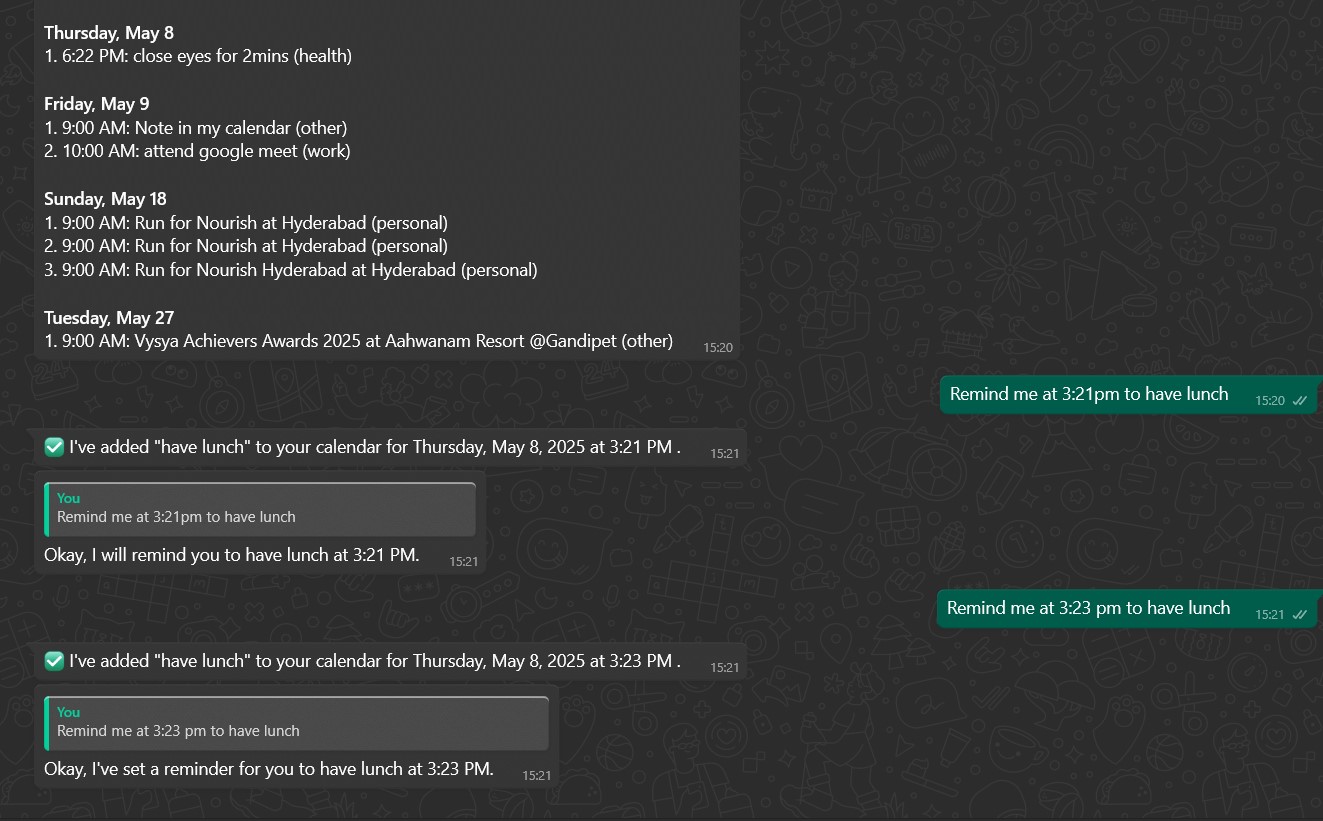 Thursday, May 8
1. 6:22 PM: close eyes for 2mins (health)
Friday, May 9
1. 9:00 AM: Note in my calendar (other)
2. 10:00 AM: attend google meet (work)
Sunday, May 18
1. 9:00 AM: Run for Nourish at Hyderabad (personal)
2. 9:00 AM: Run for Nourish at Hyderabad (personal)
3. 9:00 AM: Run for Nourish Hyderabad at Hyderabad (personal)
Tuesday, May 27
1. 9:00 AM: Vysya Achievers Awards 2025 at Aahwanam Resort @Gandipet (other) 15:20
Remind me at 3:21pm to have lunch 15:20
✅ I've added "have lunch" to your calendar for Thursday, May 8, 2025 at 3:21 PM . 15:21
You
Remind me at 3:21pm to have lunch
Okay, I will remind you to have lunch at 3:21 PM. 15:21
Remind me at 3:23 pm to have lunch 15:21
✅ I've added "have lunch" to your calendar for Thursday, May 8, 2025 at 3:23 PM . 15:21
You
Remind me at 3:23 pm to have lunch
Okay, I've set a reminder for you to have lunch at 3:23 PM. 15:21